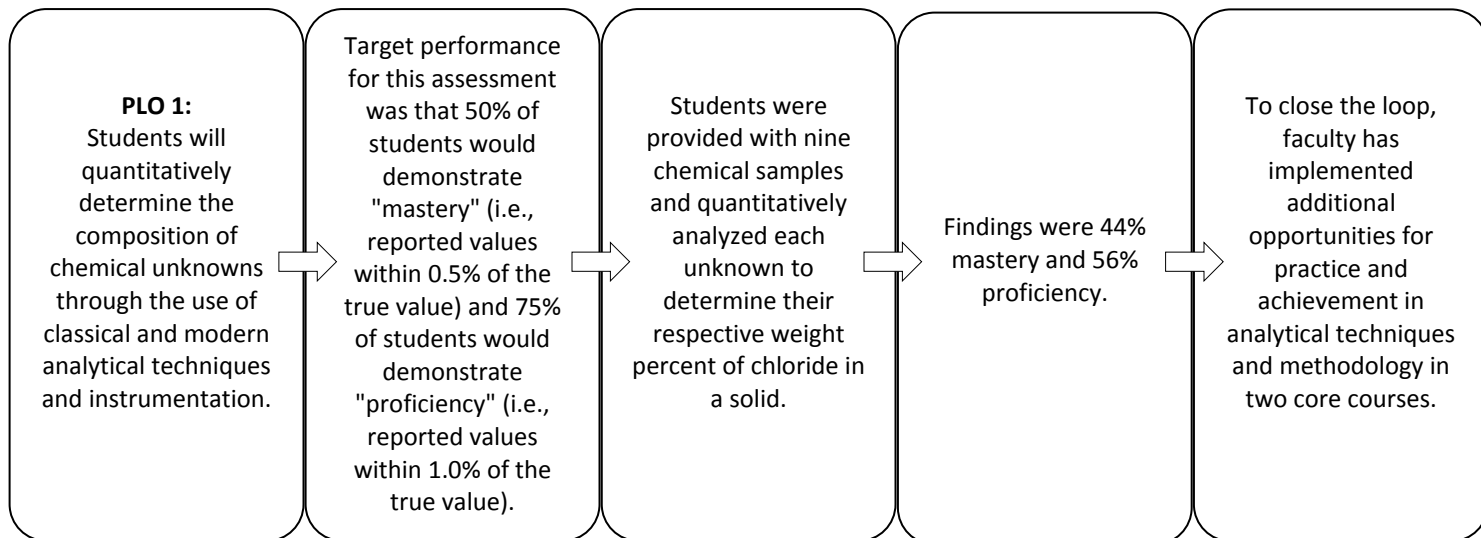 PLO 1:
Students will
quantitatively
determine the
composition of
chemical unknowns
through the use of
classical and modern
analytical techniques
and instrumentation.
Target performance
for this assessment
was that 50% of
students would
demonstrate
"mastery" (i.e.,
reported values
within 0.5% of the
true value) and 75%
of students would
demonstrate
"proficiency" (i.e.,
reported values
within 1.0% of the
true value).
Students were
provided with nine
chemical samples
and quantitatively
analyzed each
unknown to
determine their
respective weight
percent of chloride in
a solid.
Findings were 44%
mastery and 56%
proficiency.
To close the loop,
faculty has
implemented
additional
opportunities for
practice and
achievement in
analytical techniques
and methodology in
two core courses.